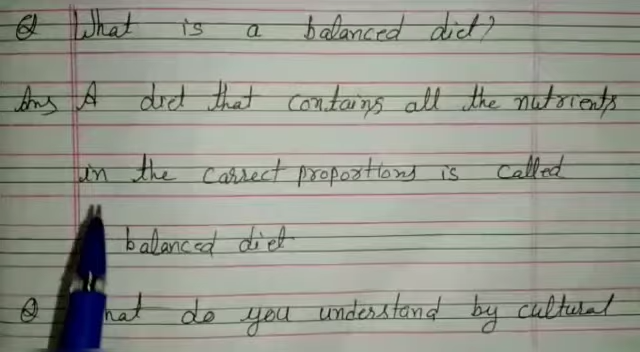 Q What is a balanced diet?
Ans A diet that contains all the nutrients
in the correct proportions is called
balanced diet
Q hat do you understand by cultural